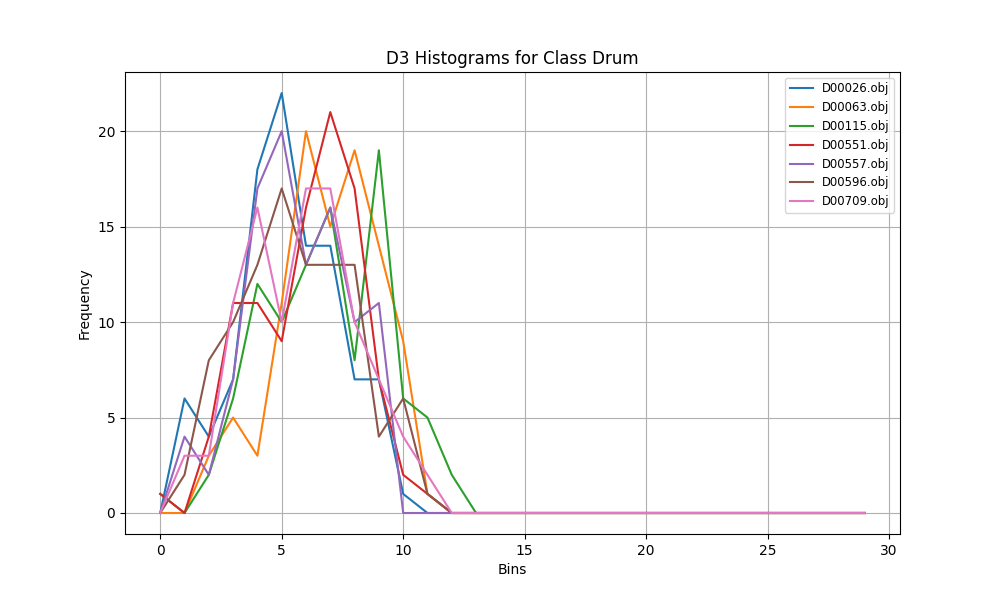 D3 Histograms for Class Drum
D00026.obj
D00063.obj
D00115.obj
D00551.obj
D00557.obj
D00596.obj
D00709.obj
Frequency
20
15
10
5
0
0 5 10 15 20 25 30
Bins